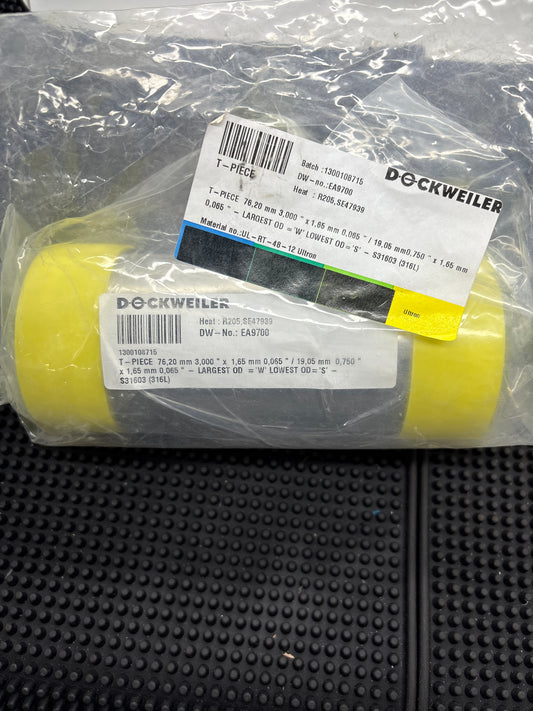 T-PIECE
Batch :1300108715
DW-no.:EA9700
Heat : R205,SE47939
DOCKWEILER
T-PIECE 76,20 mm 3,000 " x 1,65 mm 0,065 " / 19,05 mm0,750 " x 1,65 mm
0,065 " - LARGEST OD ='W' LOWEST OD='S' - S31603 (316L)
Material no.:UL-RT-48-12 Ultron
Ultron
DOCKWEILER
Heat : R205,SE47939
DW-No.: EA9700
1300108715
T-PIECE 76,20 mm 3,000 " x 1,65 mm 0,065 " / 19,05 mm 0,750 "
x 1,65 mm 0,065 " - LARGEST OD ='W' LOWEST OD='S' -
S31603 (316L)